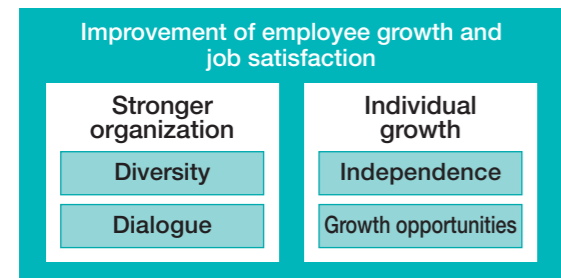 Improvement of employee growth and
job satisfaction
Stronger
organization
Diversity
Dialogue
Individual
growth
Independence
Growth opportunities